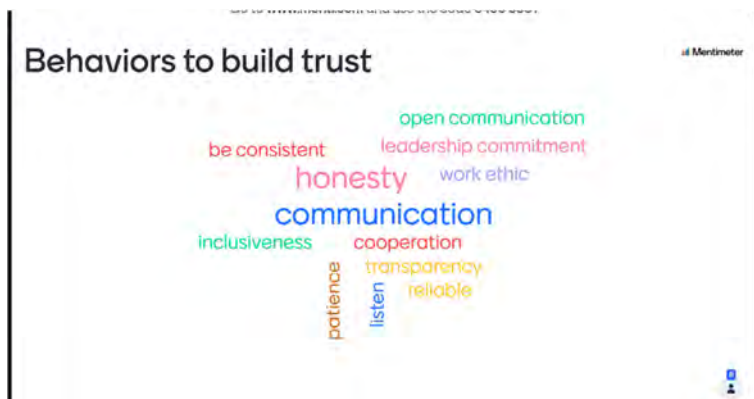 Behaviors to build trust
Mentimeter
open communication
be consistent
leadership commitment
honesty
work ethic
communication
inclusiveness
cooperation
patience
transparency
listen
reliable